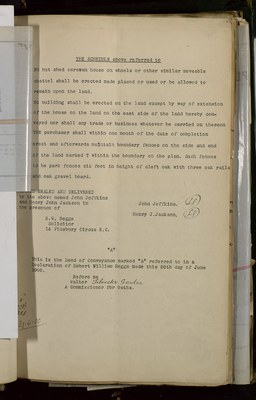 THE SCHEDULE above referred to
No hut shed caravan house on wheels or other similar moveable
chattel shall be erected made placed or used or be allowed to
remain upon the land.
No building shall be erected on the land except by way of extension
of the house on the land on the east side of the land hereby con-
veyed nor shall any trade or business whatever be carried on thereon
THE purchaser shall within one month of the date of completion
erect and afterwards maintain boundary fences on the side and end
of the land marked T within the boundary on the plan. Such fences
to be park fences six feet in height of cleft oak with three oak rails
and oak gravel board.
SEALED AND DELIVERED
by the above named John Jeffkins
and Henry John Jackson in
the presence of
John Jeffkins.
Henry J. Jackson.
R.W. Beggs
Solicitor
1a Finsbury Circus E.C.
"A"
This is the Deed of Conveyance marked "A" referred to in a
Declaration of Robert William Beggs made this 29th day of June
Before me
Walter
A Commissioner for Oaths.